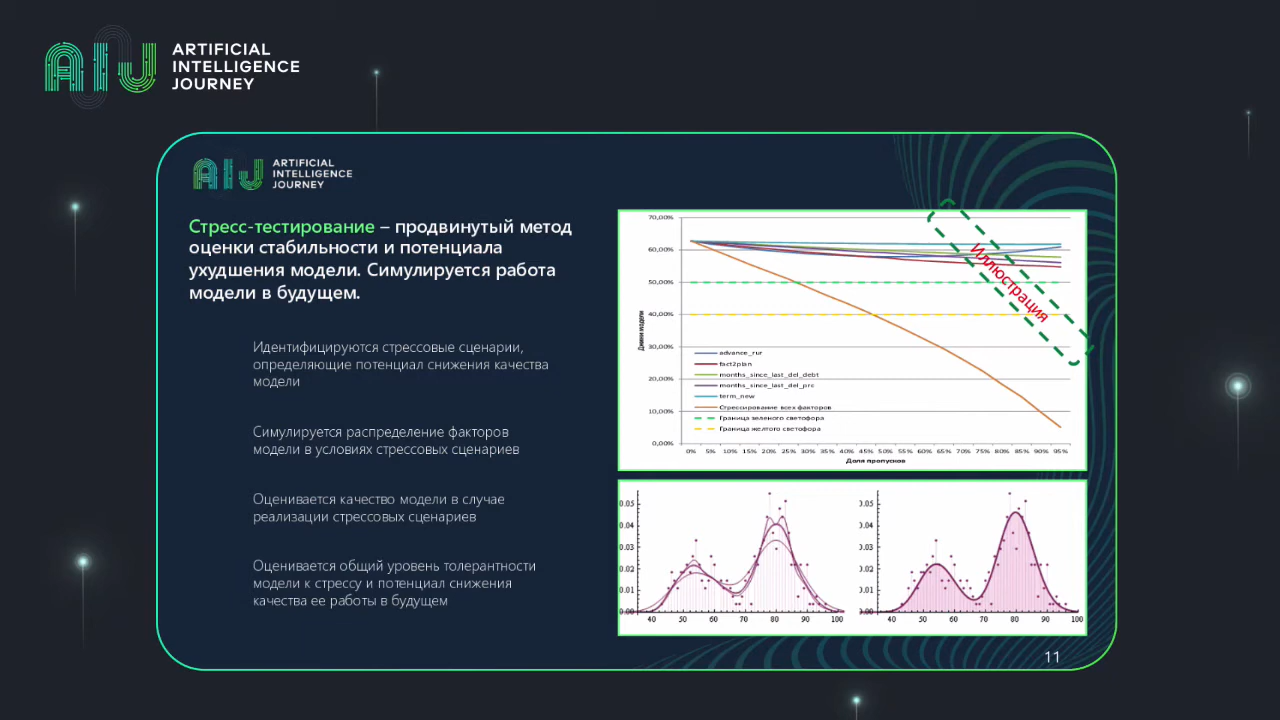 ARTIFICIAL
INTELLIGENCE
JOURNEY
ARTIFICIAL
INTELLIGENCE
JOURNEY
Стресс-тестирование – продвинутый метод
оценки стабильности и потенциала
ухудшения модели. Симулируется работа
модели в будущем.
Идентифицируются стрессовые сценарии,
определяющие потенциал снижения качества
модели
Симулируется распределение факторов
модели в условиях стрессовых сценариев
Оценивается качество модели в случае
реализации стрессовых сценариев
Оценивается общий уровень толерантности
модели к стрессу и потенциал снижения
качества ее работы в будущем
70,00%
60,00%
50,00%
40,00%
30,00%
20,00%
10,00%
0,00%
Джини модели
Иллюстрация
advance_rur
fact2plan
months_since_last_del_debt
months_since_last_del_prc
term_new
Стрессирование всех факторов
Граница зеленого светофора
Граница желтого светофора
0% 5% 10% 15% 20% 25% 30% 35% 40% 45% 50% 55% 60% 65% 70% 75% 80% 85% 90% 95%
Доля пропусков
0.05
0.04
0.03
0.02
0.01
0.00
40 50 60 70 80 90 100
0.05
0.04
0.03
0.02
0.01
0.00
40 50 60 70 80 90 100
11